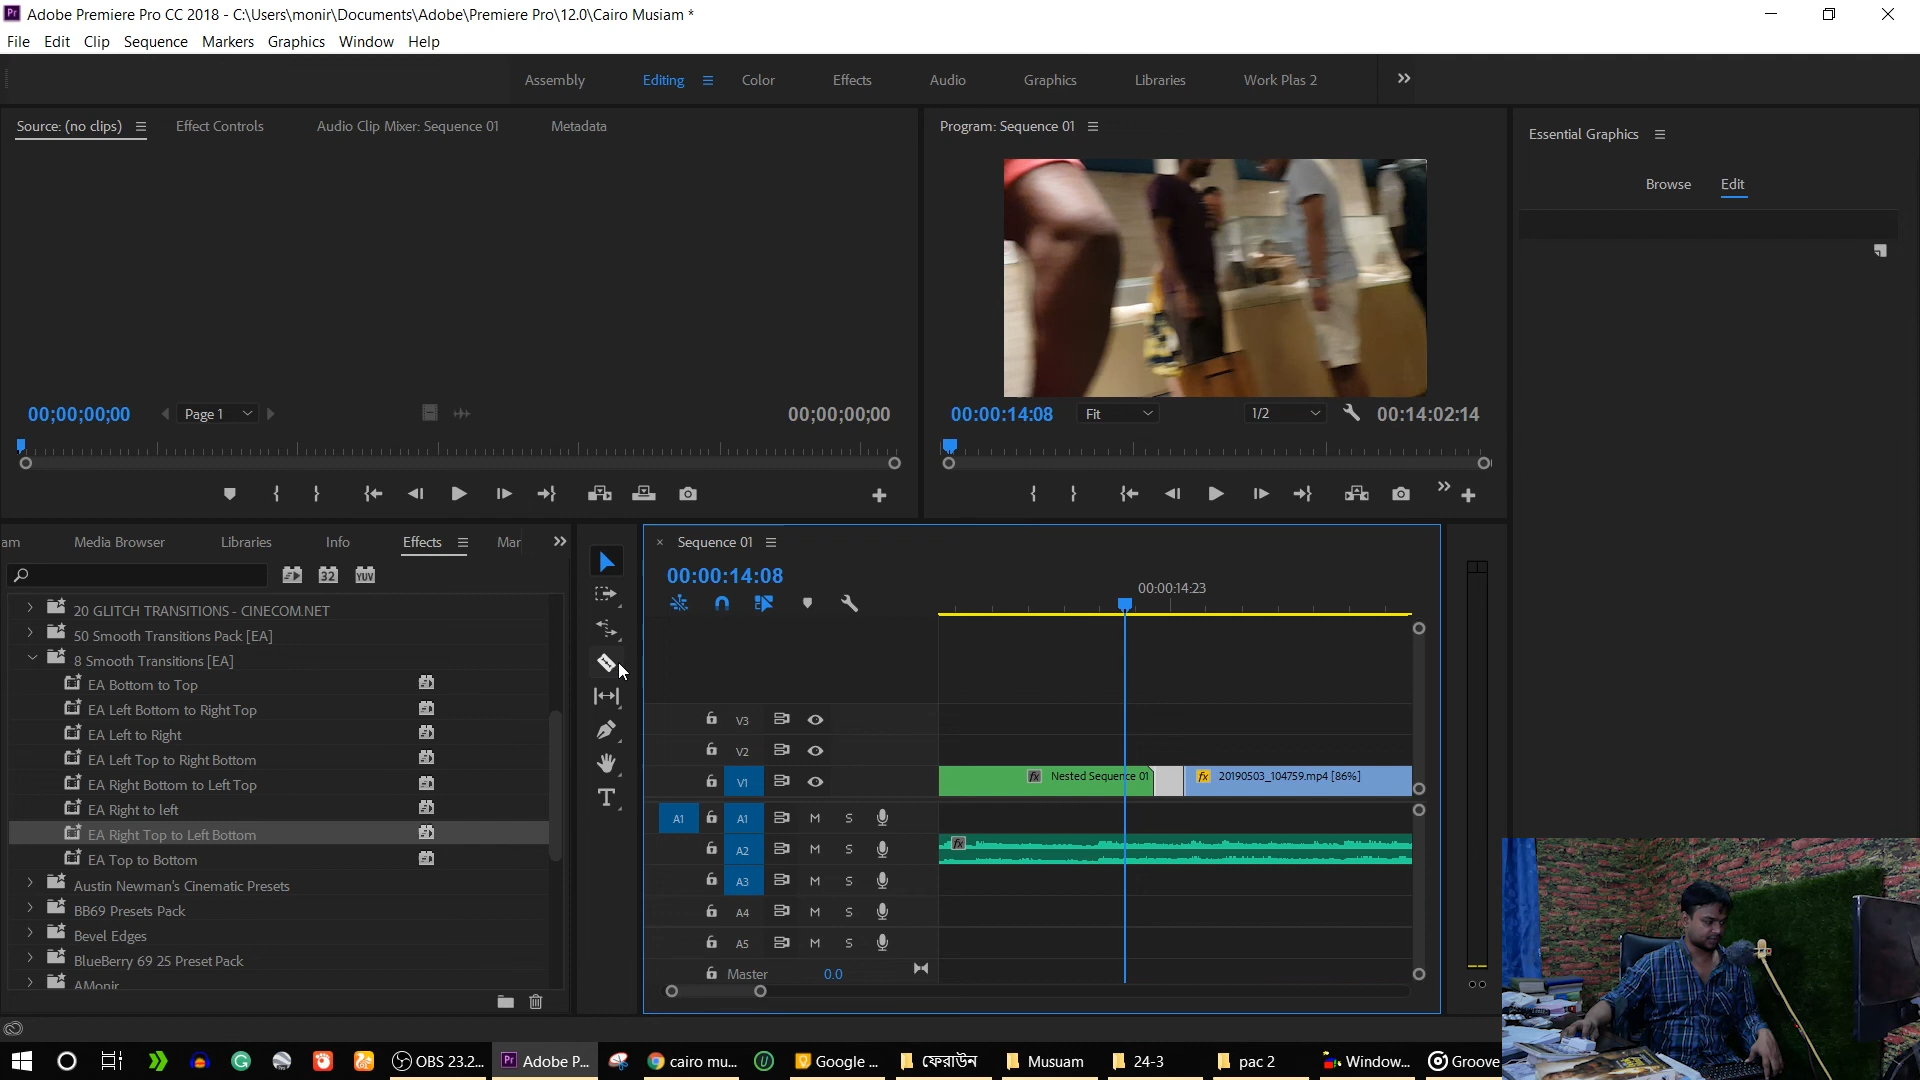 Adobe Premiere Pro CC 2018 - C:\Users\monir\Documents\Adobe\Premiere Pro\12.0\Cairo Musiam *
File Edit Clip Sequence Markers Graphics Window Help
Assembly Editing Color Effects Audio Graphics Libraries Work Plas 2
Source: (no clips) Effect Controls Audio Clip Mixer: Sequence 01 Metadata
Program: Sequence 01
Essential Graphics
Browse Edit
00;00;00;00 Page 1 00;00;00;00
00:00:14:08 Fit 1/2 00:14:02:14
am Media Browser Libraries Info Effects Mar
32 YUV
20 GLITCH TRANSITIONS - CINECOM.NET
50 Smooth Transitions Pack [EA]
8 Smooth Transitions [EA]
EA Bottom to Top
EA Left Bottom to Right Top
EA Left to Right
EA Left Top to Right Bottom
EA Right Bottom to Left Top
EA Right to left
EA Right Top to Left Bottom
EA Top to Bottom
Austin Newman's Cinematic Presets
BB69 Presets Pack
Bevel Edges
BlueBerry 69 25 Preset Pack
AMonir
Sequence 01
00:00:14:08
00:00:14:23
V3
V2
V1 fx Nested Sequence 01 fx 20190503_104759.mp4 [86%]
A1 A1 M S
A2 M S fx
A3 M S
A4 M S
A5 M S
Master 0.0
OBS 23.2... Adobe P... cairo mu... Google ... ফেরাউন Musuam 24-3 pac 2 Window... Groove